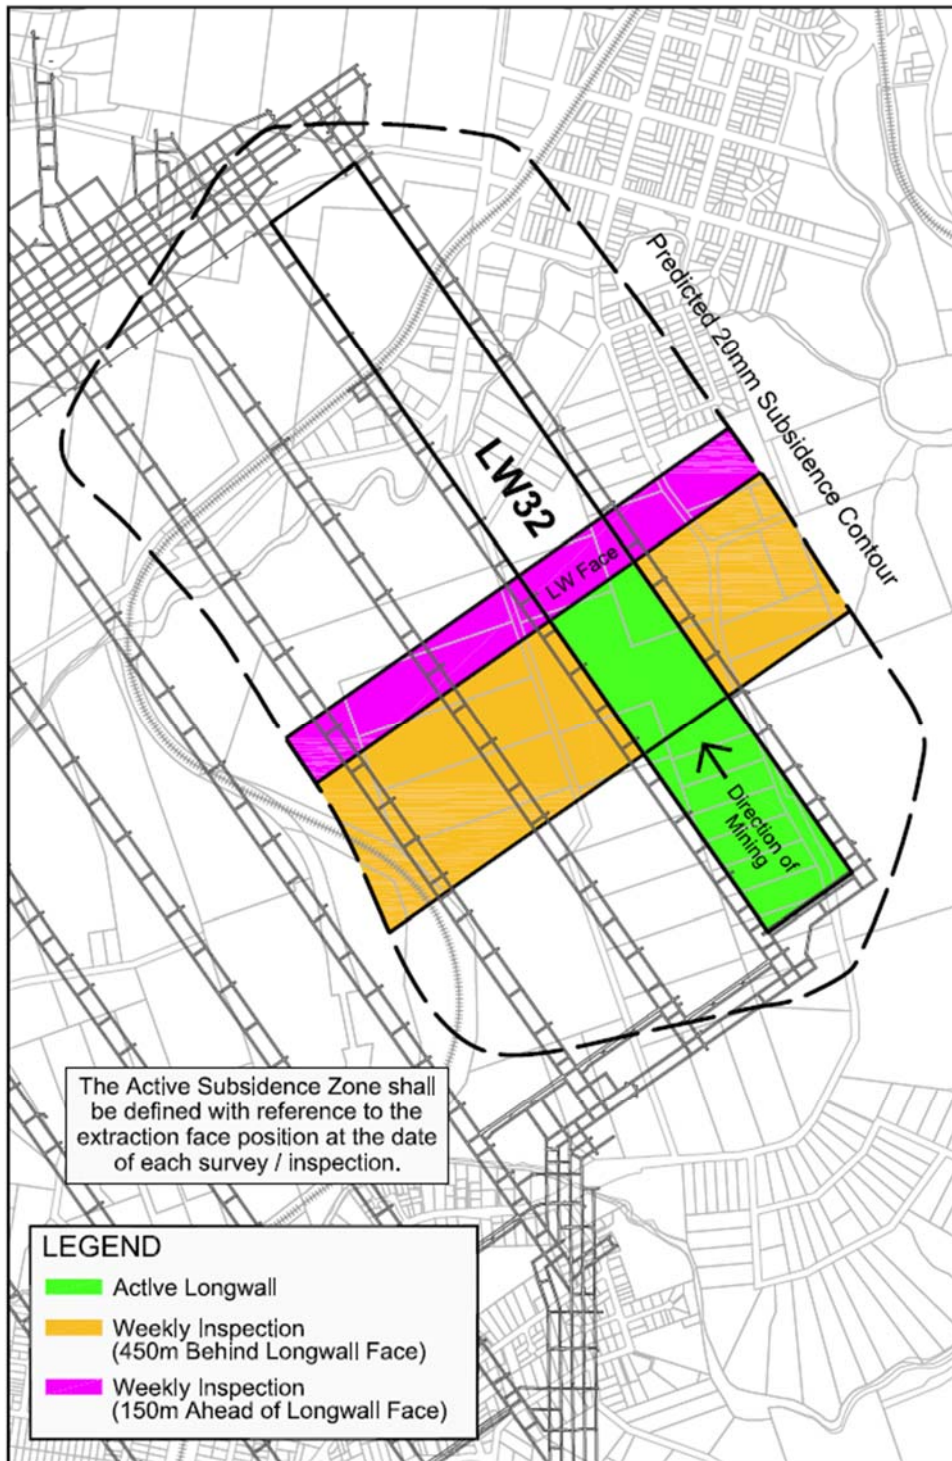 Predicted 20mm Subsidence Contour
LW32
LW Face
Direction of
Mining
The Active Subsidence Zone shall
be defined with reference to the
extraction face position at the date
of each survey / inspection.
LEGEND
Active Longwall
Weekly Inspection
(450m Behind Longwall Face)
Weekly Inspection
(150m Ahead of Longwall Face)